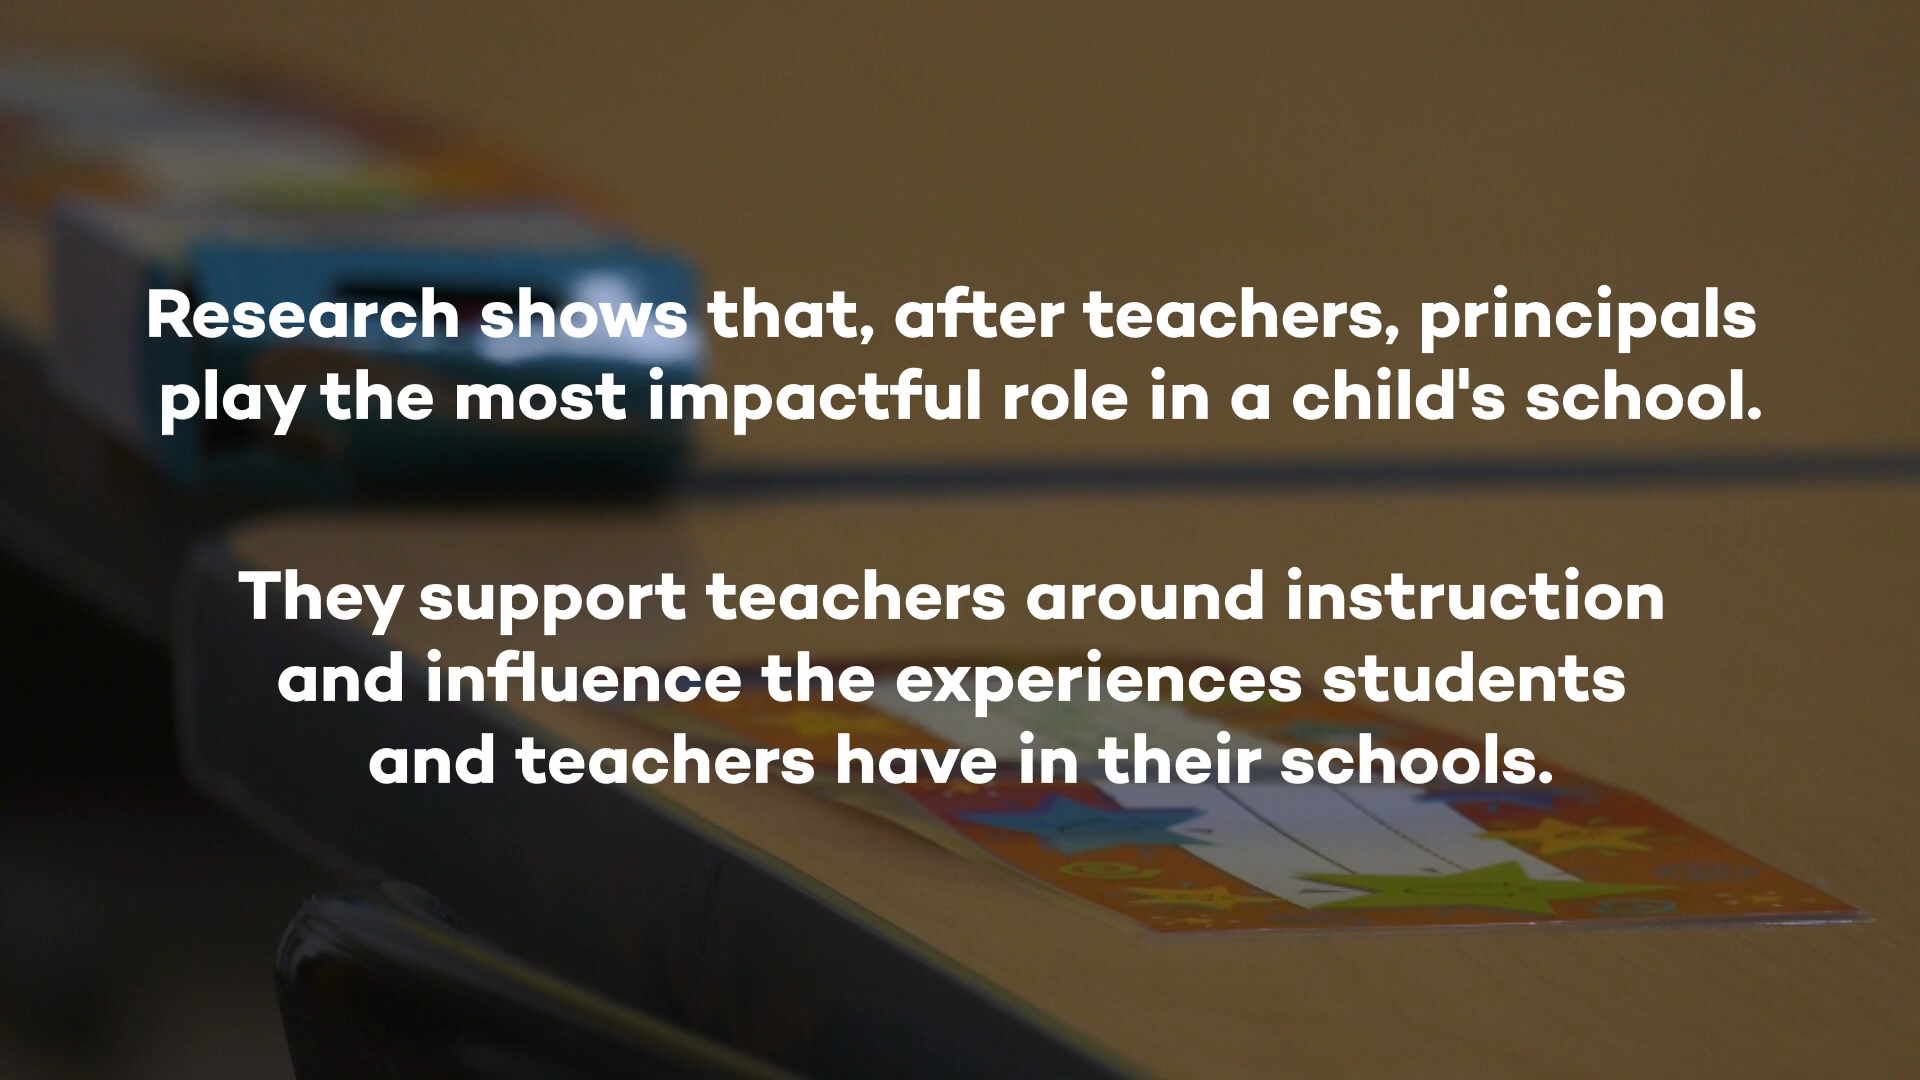 Research shows that, after teachers, principals
play the most impactful role in a child's school.
They support teachers around instruction
and influence the experiences students
and teachers have in their schools.